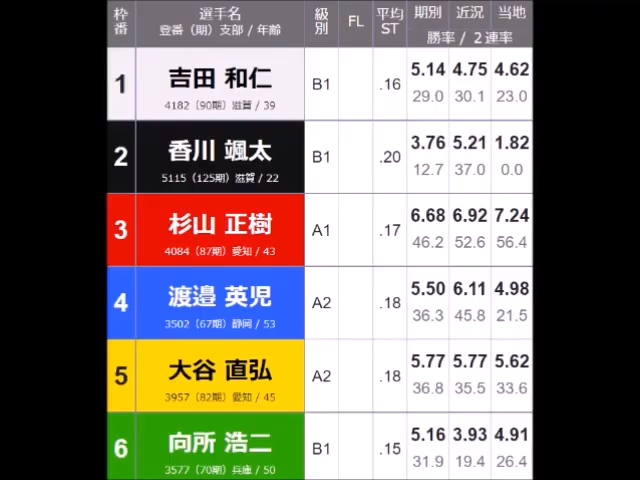 枠番 選手名 級別 FL 平均ST 期別 近況 当地
登番（期）支部／年齢 勝率 / ２連率
1 吉田 和仁 B1 .16 5.14 4.75 4.62
4182（90期）滋賀 / 39 29.0 30.1 23.0
2 香川 颯太 B1 .20 3.76 5.21 1.82
5115（125期）滋賀 / 22 12.7 37.0 0.0
3 杉山 正樹 A1 .17 6.68 6.92 7.24
4084（87期）愛知 / 43 46.2 52.6 56.4
4 渡邉 英児 A2 .18 5.50 6.11 4.98
3502（67期）静岡 / 53 36.3 45.8 21.5
5 大谷 直弘 A2 .18 5.77 5.77 5.62
3957（82期）愛知 / 45 36.8 35.5 33.6
6 向所 浩二 B1 .15 5.16 3.93 4.91
3577（70期）兵庫 / 50 31.9 19.4 26.4